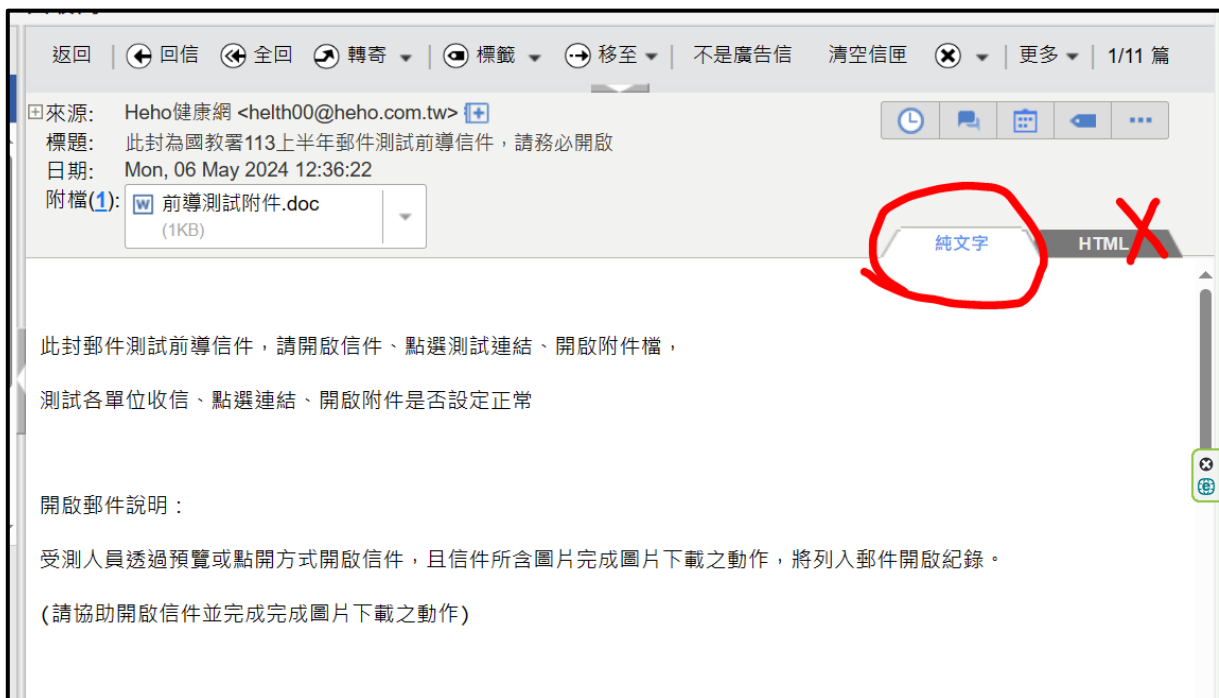 返回 回信 全回 轉寄 標籤 移至 不是廣告信 清空信匣 更多 1/11 篇
來源: Heho健康網 <helth00@heho.com.tw>
標題: 此封為國教署113上半年郵件測試前導信件，請務必開啟
日期: Mon, 06 May 2024 12:36:22
附檔(1): 前導測試附件.doc
(1KB)
純文字 HTML
此封郵件測試前導信件，請開啟信件、點選測試連結、開啟附件檔，
測試各單位收信、點選連結、開啟附件是否設定正常
開啟郵件說明：
受測人員透過預覽或點開方式開啟信件，且信件所含圖片完成圖片下載之動作，將列入郵件開啟紀錄。
(請協助開啟信件並完成完成圖片下載之動作)